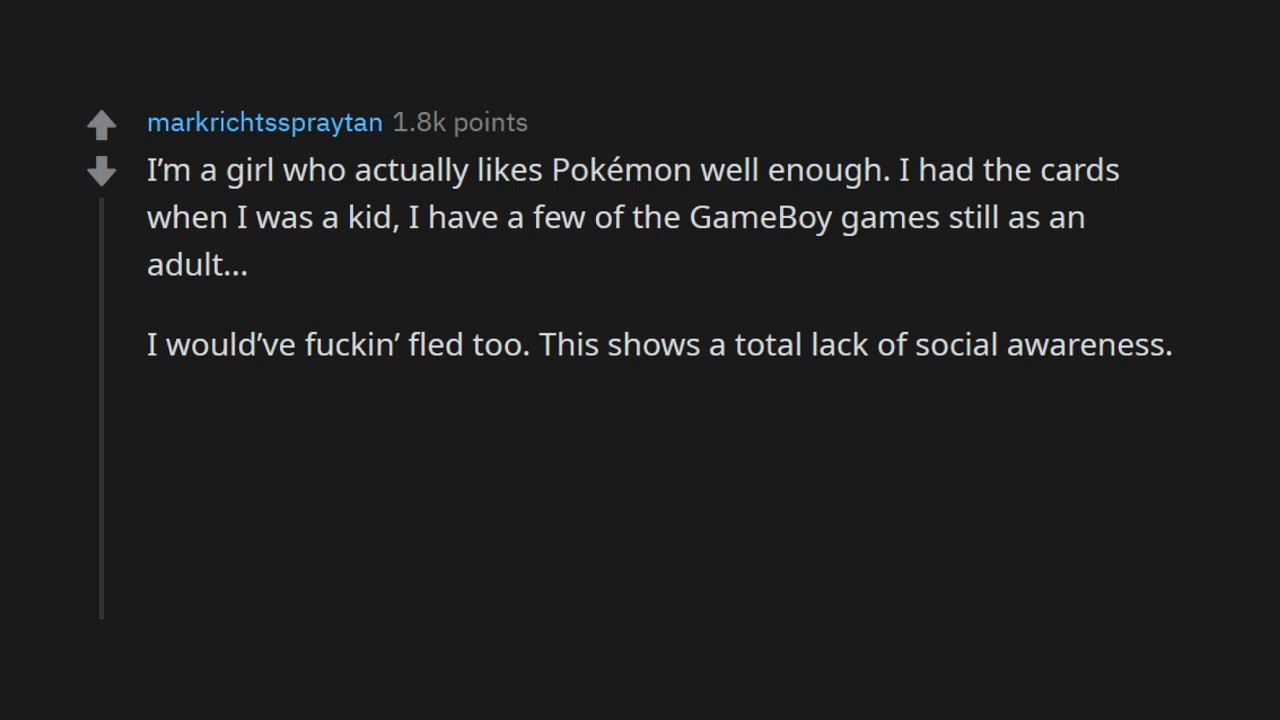 markrichtsspraytan 1.8k points
I’m a girl who actually likes Pokémon well enough. I had the cards
when I was a kid, I have a few of the GameBoy games still as an
adult...
I would’ve fuckin’ fled too. This shows a total lack of social awareness.